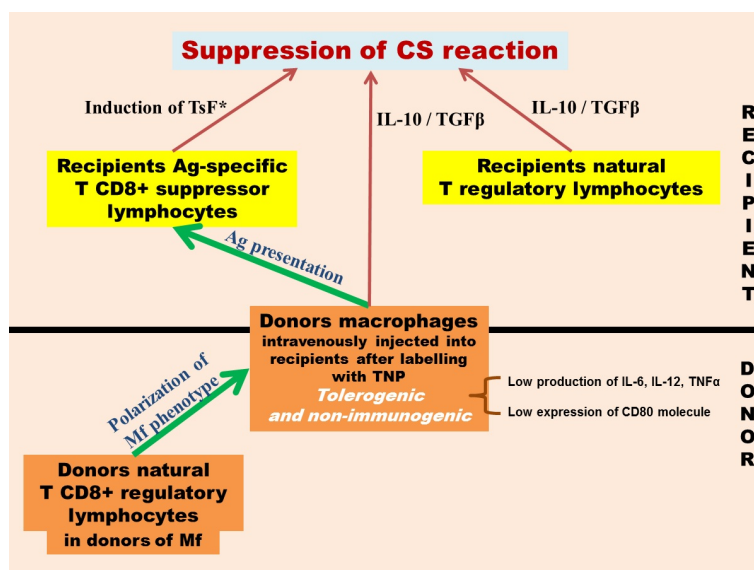 Suppression of CS reaction
Induction of TsF*
IL-10 / TGFβ
IL-10 / TGFβ
Recipients Ag-specific
T CD8+ suppressor
lymphocytes
Recipients natural
T regulatory lymphocytes
RECIPIENT
Ag presentation
Donors macrophages
intravenously injected into
recipients after labelling
with TNP
Tolerogenic
and non-immunogenic
Low production of IL-6, IL-12, TNFα
Low expression of CD80 molecule
DONOR
Polarization of
Mf phenotype
Donors natural
T CD8+ regulatory
lymphocytes
in donors of Mf